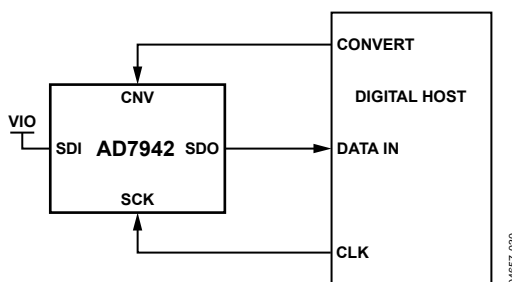 CONVERT
CNV
DIGITAL HOST
VIO
SDI
AD7942
SDO
DATA IN
SCK
CLK